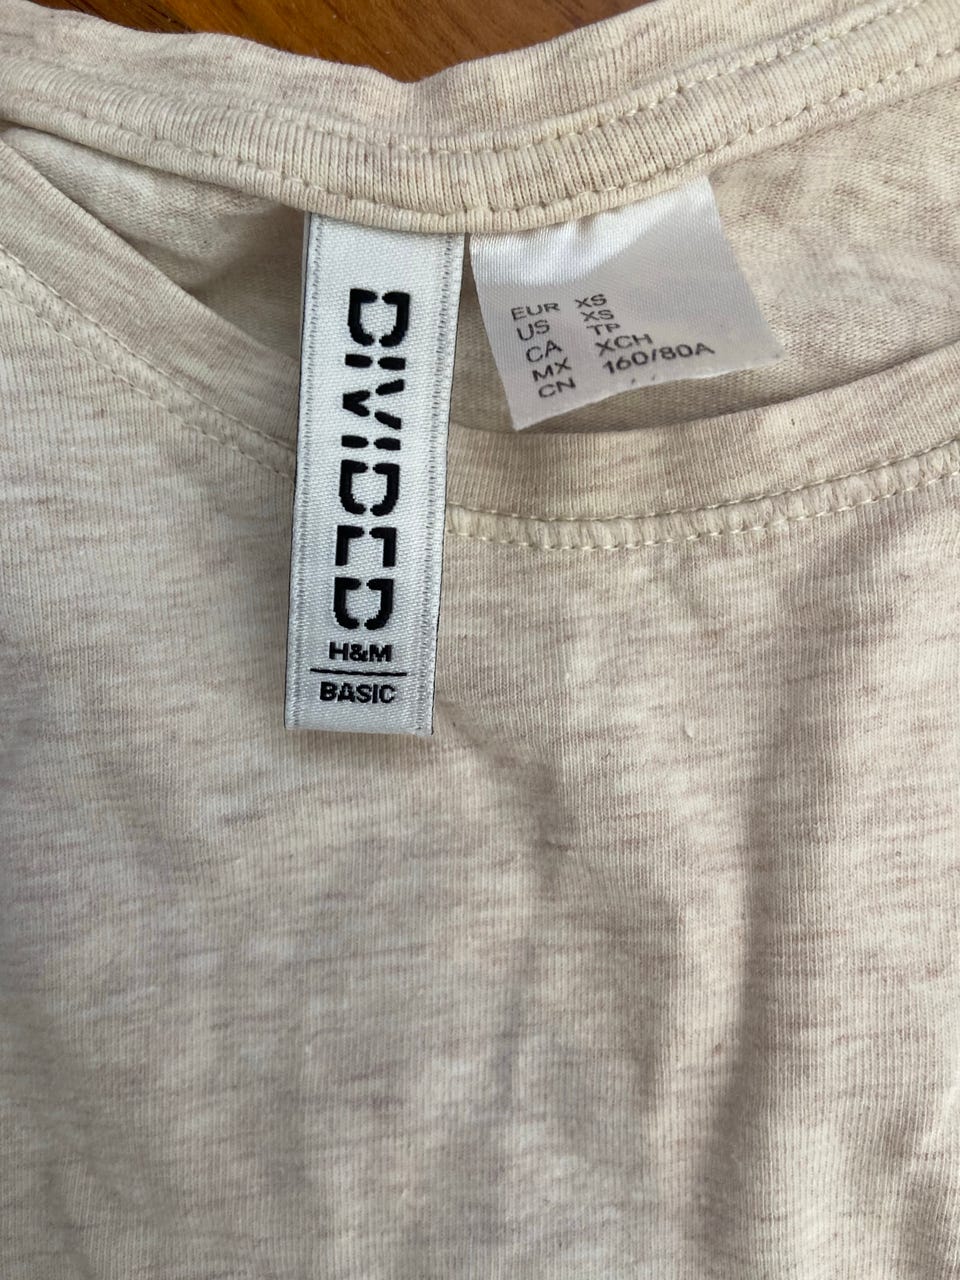 DIVIDED
H&M
BASIC
EUR XS
US XS
CA TP
MX XCH
CN 160/80A